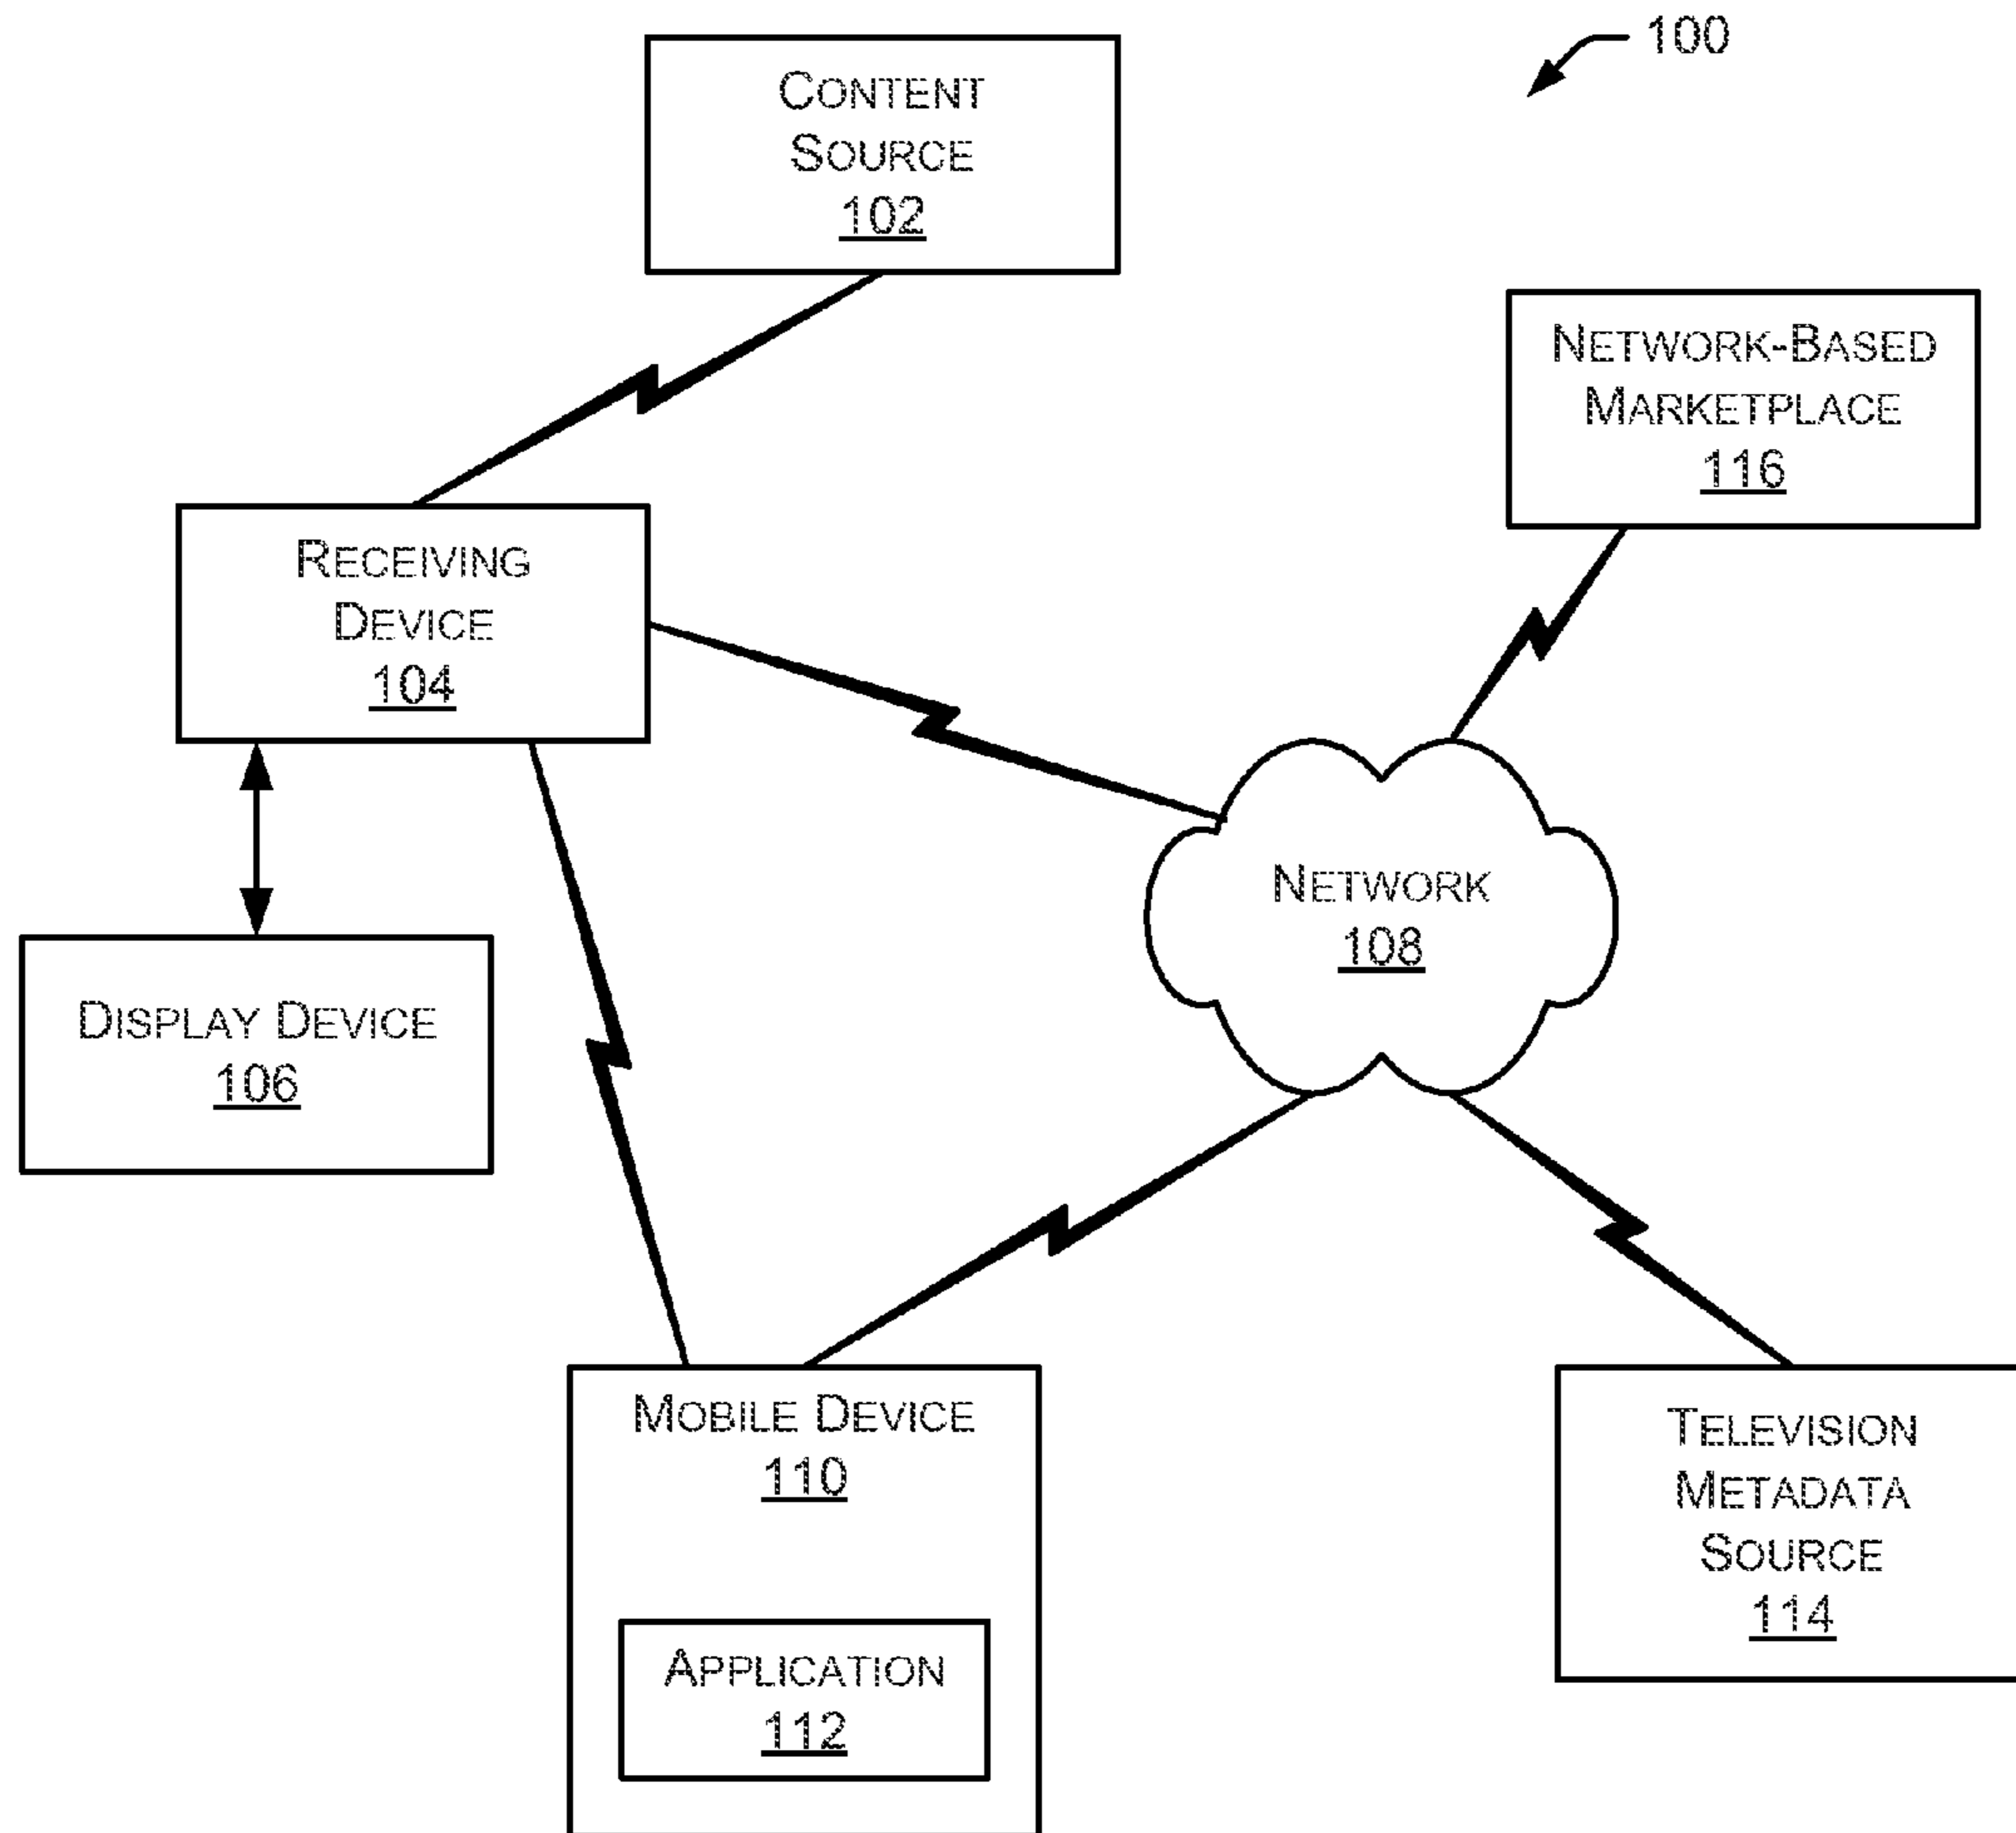 100
CONTENT
SOURCE
102
NETWORK-BASED
MARKETPLACE
116
RECEIVING
DEVICE
104
NETWORK
108
DISPLAY DEVICE
106
MOBILE DEVICE
110
APPLICATION
112
TELEVISION
METADATA
SOURCE
114